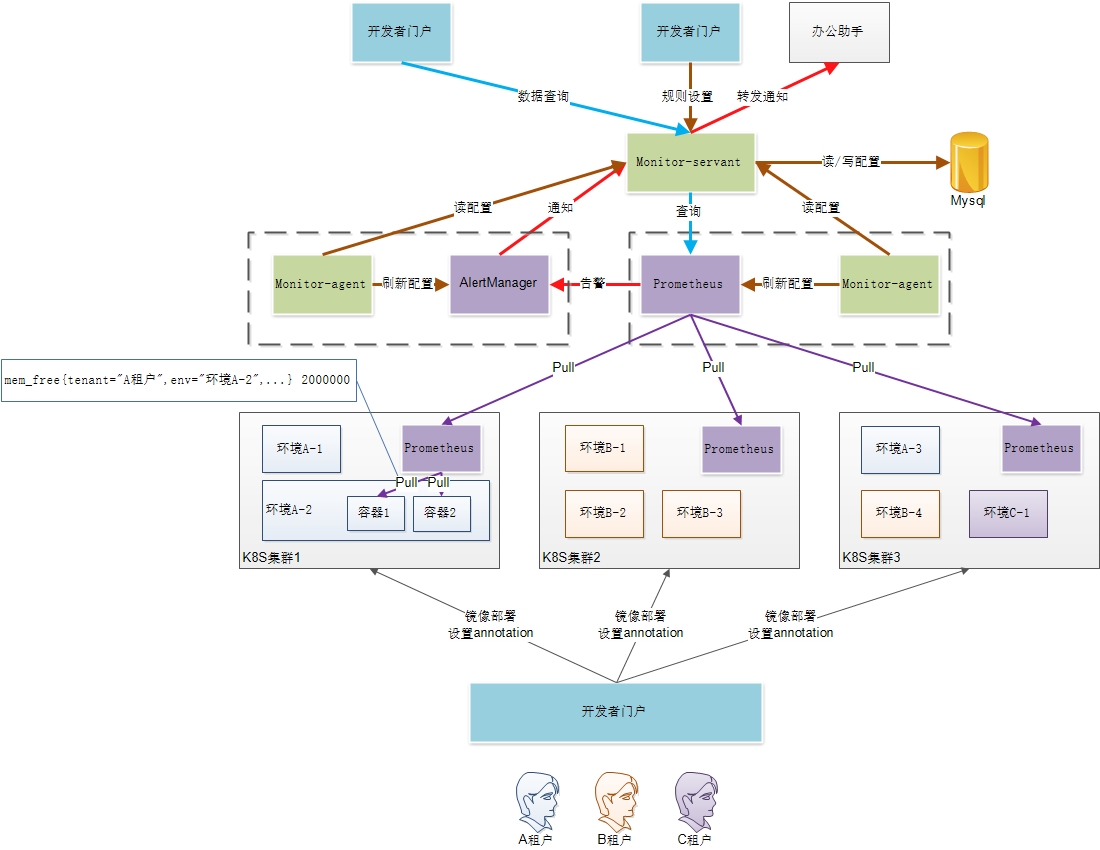 开发者门户
开发者门户
办公助手
数据查询
规则设置
转发通知
Monitor-servant
读/写配置
Mysql
读配置
通知
查询
读配置
Monitor-agent
刷新配置
AlertManager
告警
Prometheus
刷新配置
Monitor-agent
Pull
Pull
Pull
mem_free{tenant="A租户",env="环境A-2",...} 2000000
环境A-1
Prometheus
Pull
Pull
环境A-2
容器1
容器2
K8S集群1
环境B-1
Prometheus
环境B-2
环境B-3
K8S集群2
环境A-3
Prometheus
环境B-4
环境C-1
K8S集群3
镜像部署
设置annotation
镜像部署
设置annotation
镜像部署
设置annotation
开发者门户
A租户
B租户
C租户